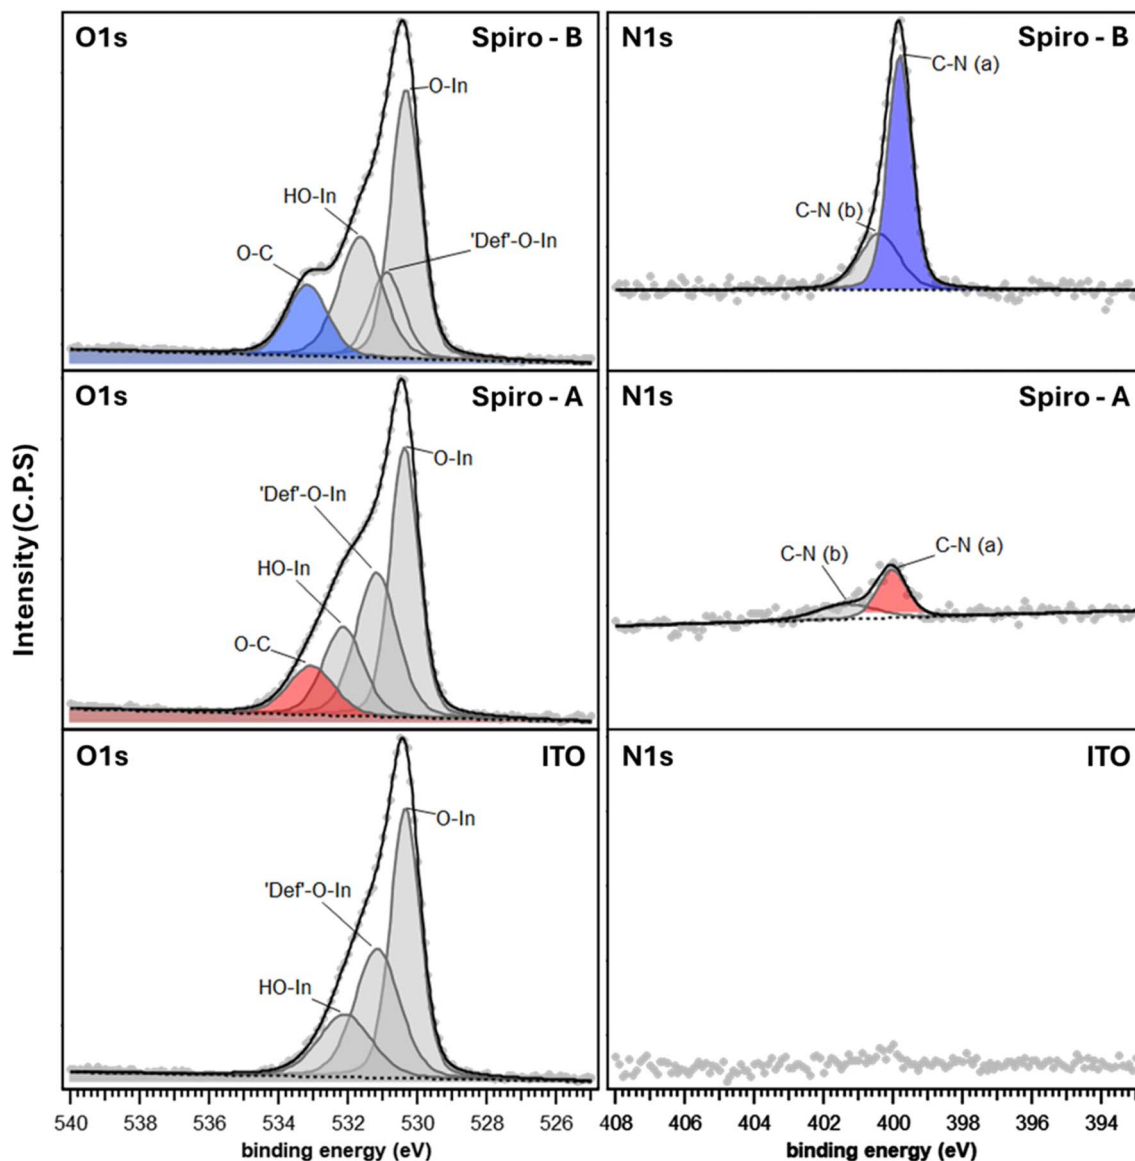 O1s
Spiro - B
O-In
HO-In
'Def'-O-In
O-C
N1s
Spiro - B
C-N (a)
C-N (b)
O1s
Spiro - A
O-In
'Def'-O-In
HO-In
O-C
N1s
Spiro - A
C-N (b)
C-N (a)
O1s
ITO
O-In
'Def'-O-In
HO-In
N1s
ITO
Intensity (C.P.S)
540 536 534 532 530 528 526
binding energy (eV)
408 406 404 402 400 398 396 394
binding energy (eV)